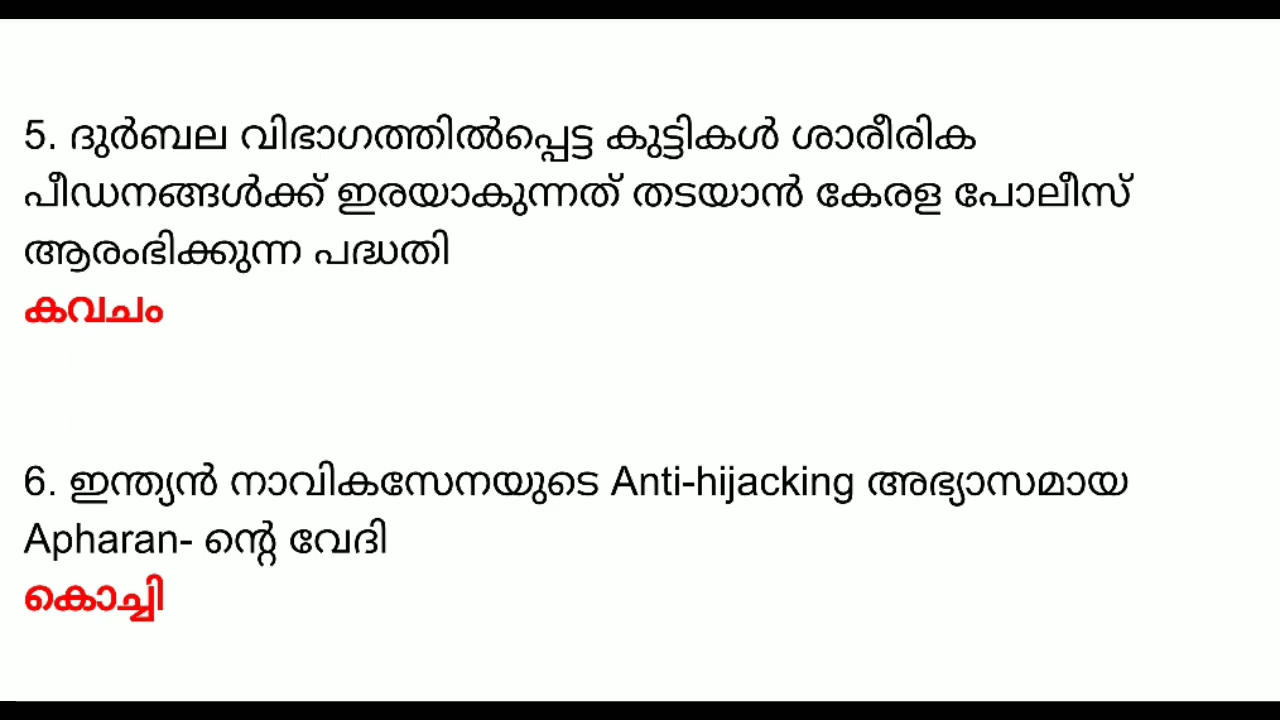 5. ദുർബല വിഭാഗത്തിൽപ്പെട്ട കുട്ടികൾ ശാരീരിക
പീഡനങ്ങൾക്ക് ഇരയാകുന്നത് തടയാൻ കേരള പോലീസ്
ആരംഭിക്കുന്ന പദ്ധതി
കവചം
6. ഇന്ത്യൻ നാവികസേനയുടെ Anti-hijacking അഭ്യാസമായ
Apharan- ന്റെ വേദി
കൊച്ചി